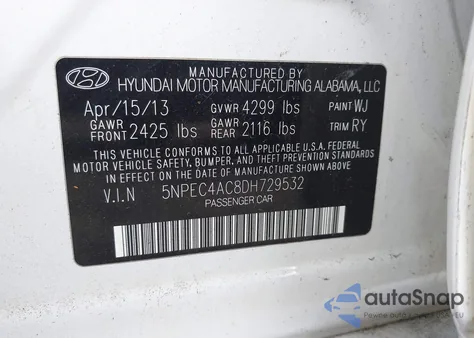 MANUFACTURED BY
HYUNDAI MOTOR MANUFACTURING ALABAMA, LLC
Apr/15/13 GVWR 4299 lbs PAINT WJ
GAWR FRONT 2425 lbs GAWR REAR 2116 lbs TRIM RY
THIS VEHICLE CONFORMS TO ALL APPLICABLE U.S.A. FEDERAL
MOTOR VEHICLE SAFETY, BUMPER, AND THEFT PREVENTION STANDARDS
IN EFFECT ON THE DATE OF MANUFACTURE SHOWN ABOVE.
V.I.N 5NPEC4AC8DH729532
PASSENGER CAR
autoSnap
Pewne auta